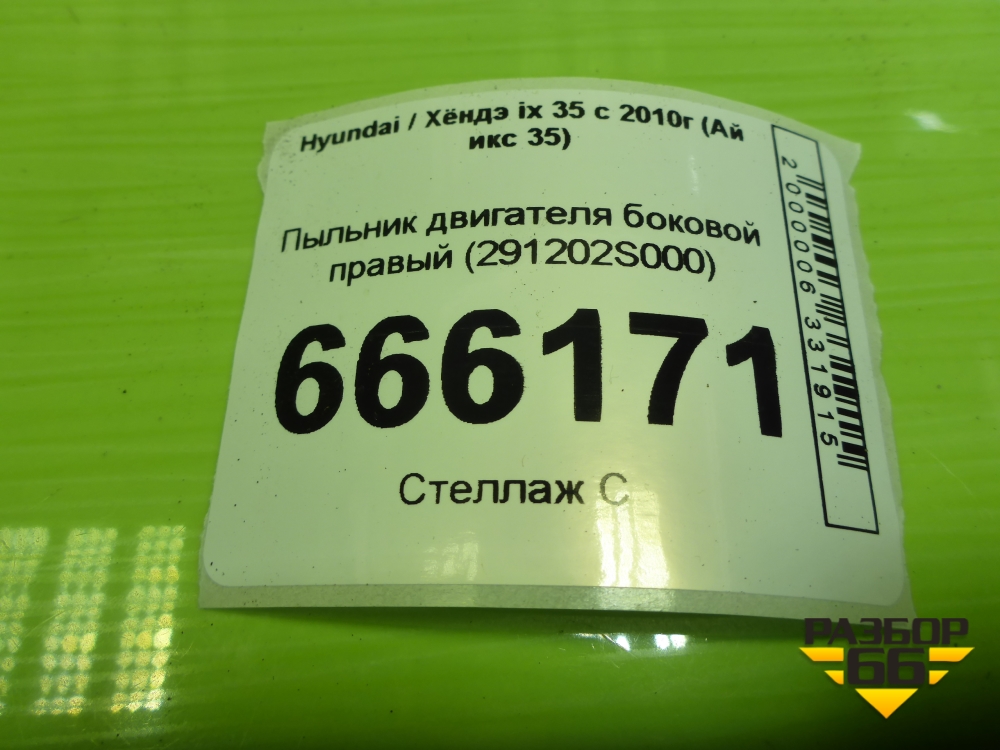 Hyundai / Хёндэ ix 35 с 2010г (Ай
икс 35)
Пыльник двигателя боковой
правый (291202S000)
666171
Стеллаж С
2000006331915
РАЗБОР
66